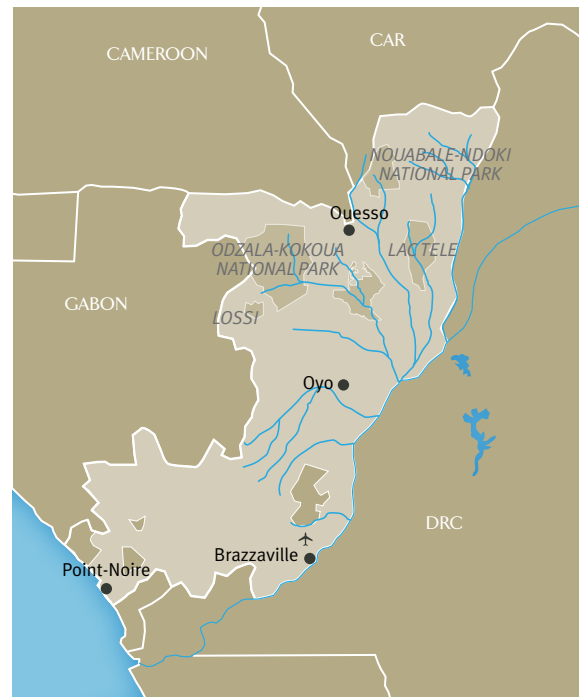 CAR
CAMEROON
NOUABALE-NDOKI
NATIONAL PARK
Ouesso
ODZALA-KOKOUA
NATIONAL PARK
LAC TELE
GABON
LOSSI
Oyo
DRC
Brazzaville
Point-Noire